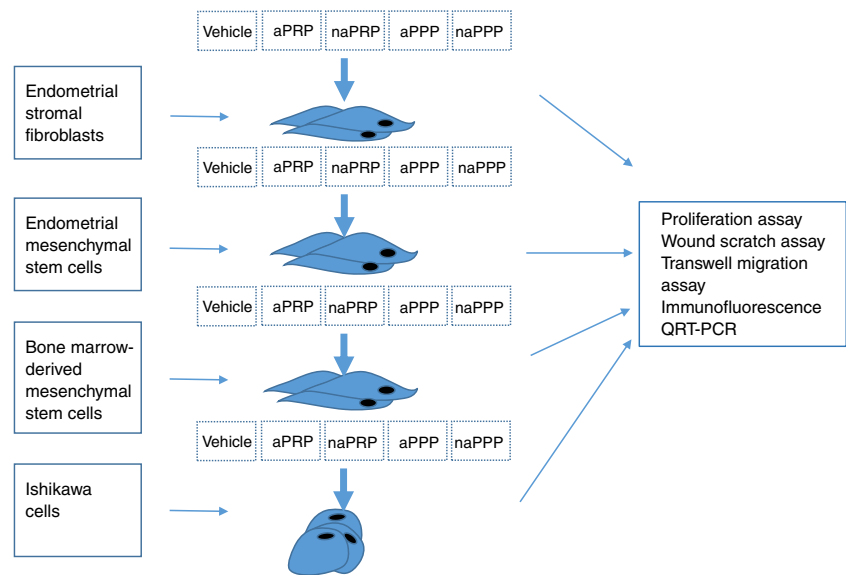 Vehicle aPRP naPRP aPPP naPPP
Endometrial
stromal
fibroblasts
Vehicle aPRP naPRP aPPP naPPP
Endometrial
mesenchymal
stem cells
Vehicle aPRP naPRP aPPP naPPP
Bone marrow-
derived
mesenchymal
stem cells
Vehicle aPRP naPRP aPPP naPPP
Ishikawa
cells
Proliferation assay
Wound scratch assay
Transwell migration
assay
Immunofluorescence
QRT-PCR